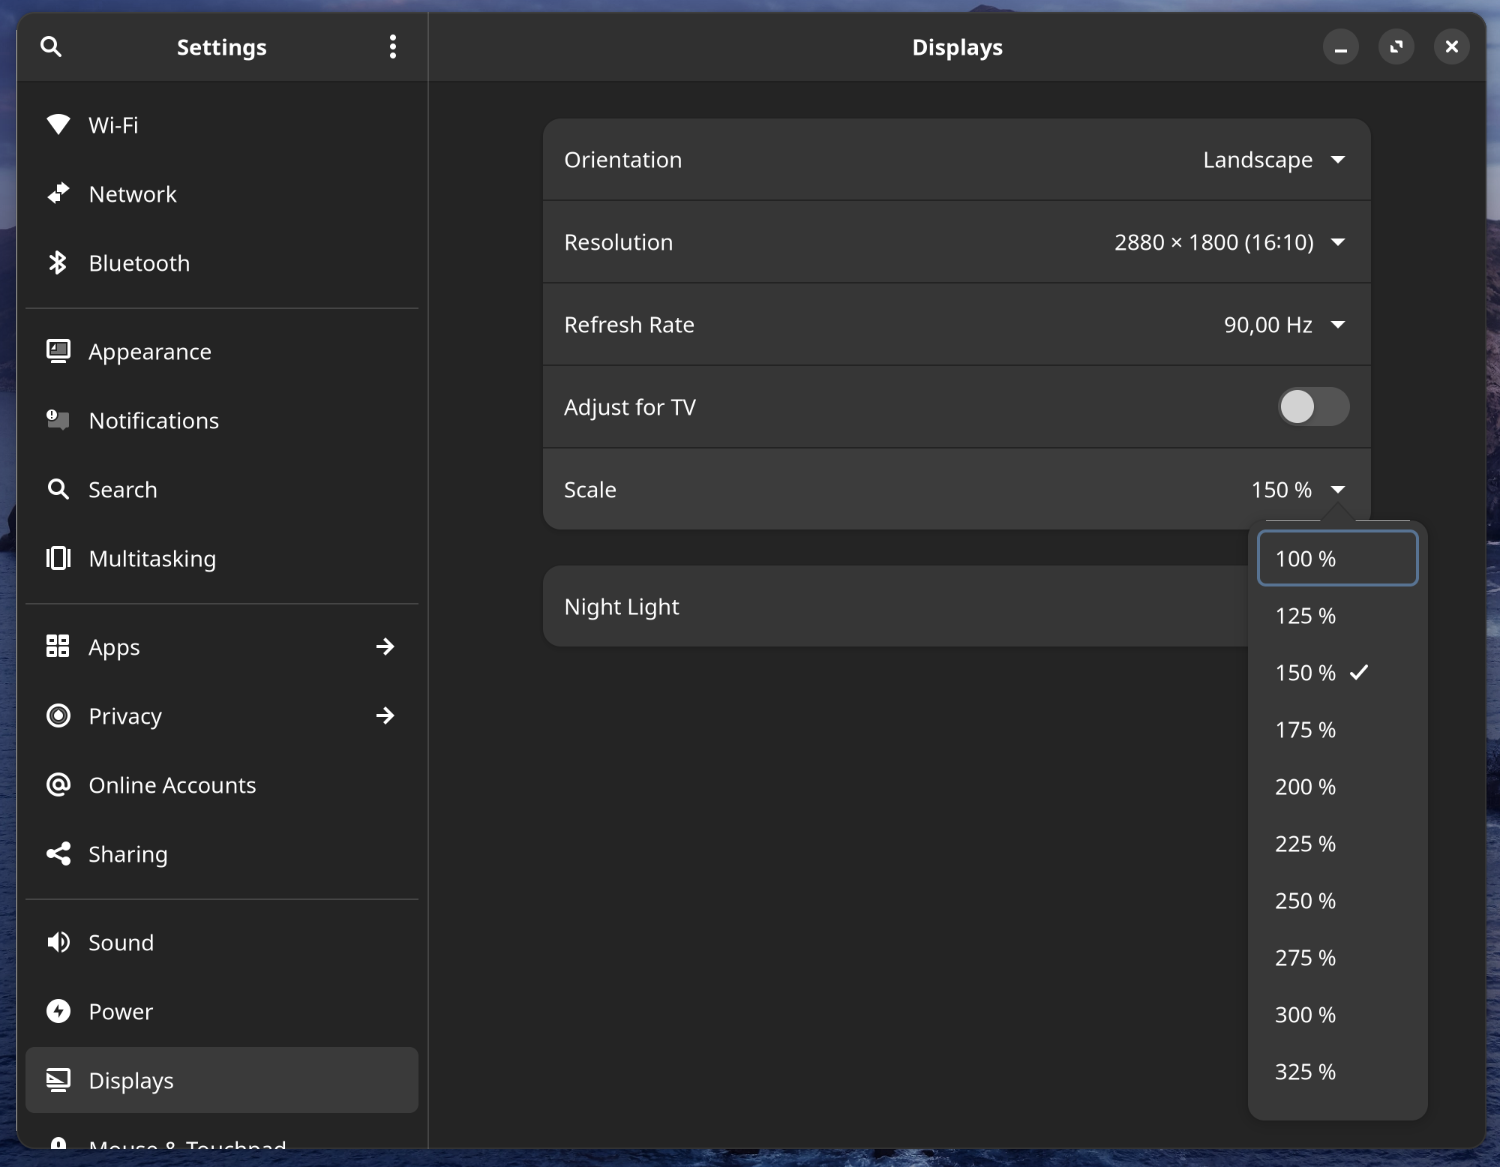 Settings
Displays
Wi-Fi
Network
Bluetooth
Appearance
Notifications
Search
Multitasking
Apps
Privacy
Online Accounts
Sharing
Sound
Power
Displays
Mouse & Touchpad
Orientation Landscape
Resolution 2880 × 1800 (16:10)
Refresh Rate 90,00 Hz
Adjust for TV
Scale 150 %
Night Light
100 %
125 %
150 %
175 %
200 %
225 %
250 %
275 %
300 %
325 %